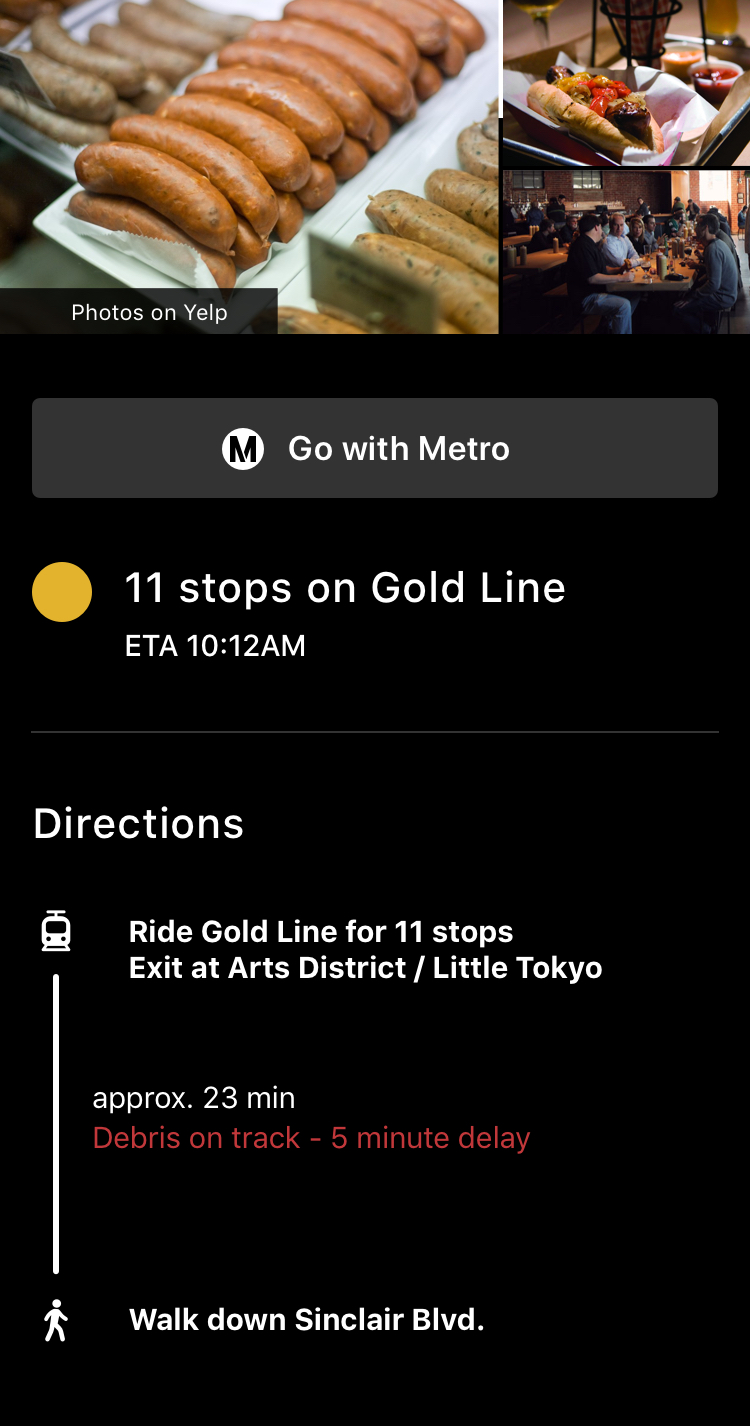 Photos on Yelp
M Go with Metro
11 stops on Gold Line
ETA 10:12AM
Directions
Ride Gold Line for 11 stops
Exit at Arts District / Little Tokyo
approx. 23 min
Debris on track - 5 minute delay
Walk down Sinclair Blvd.